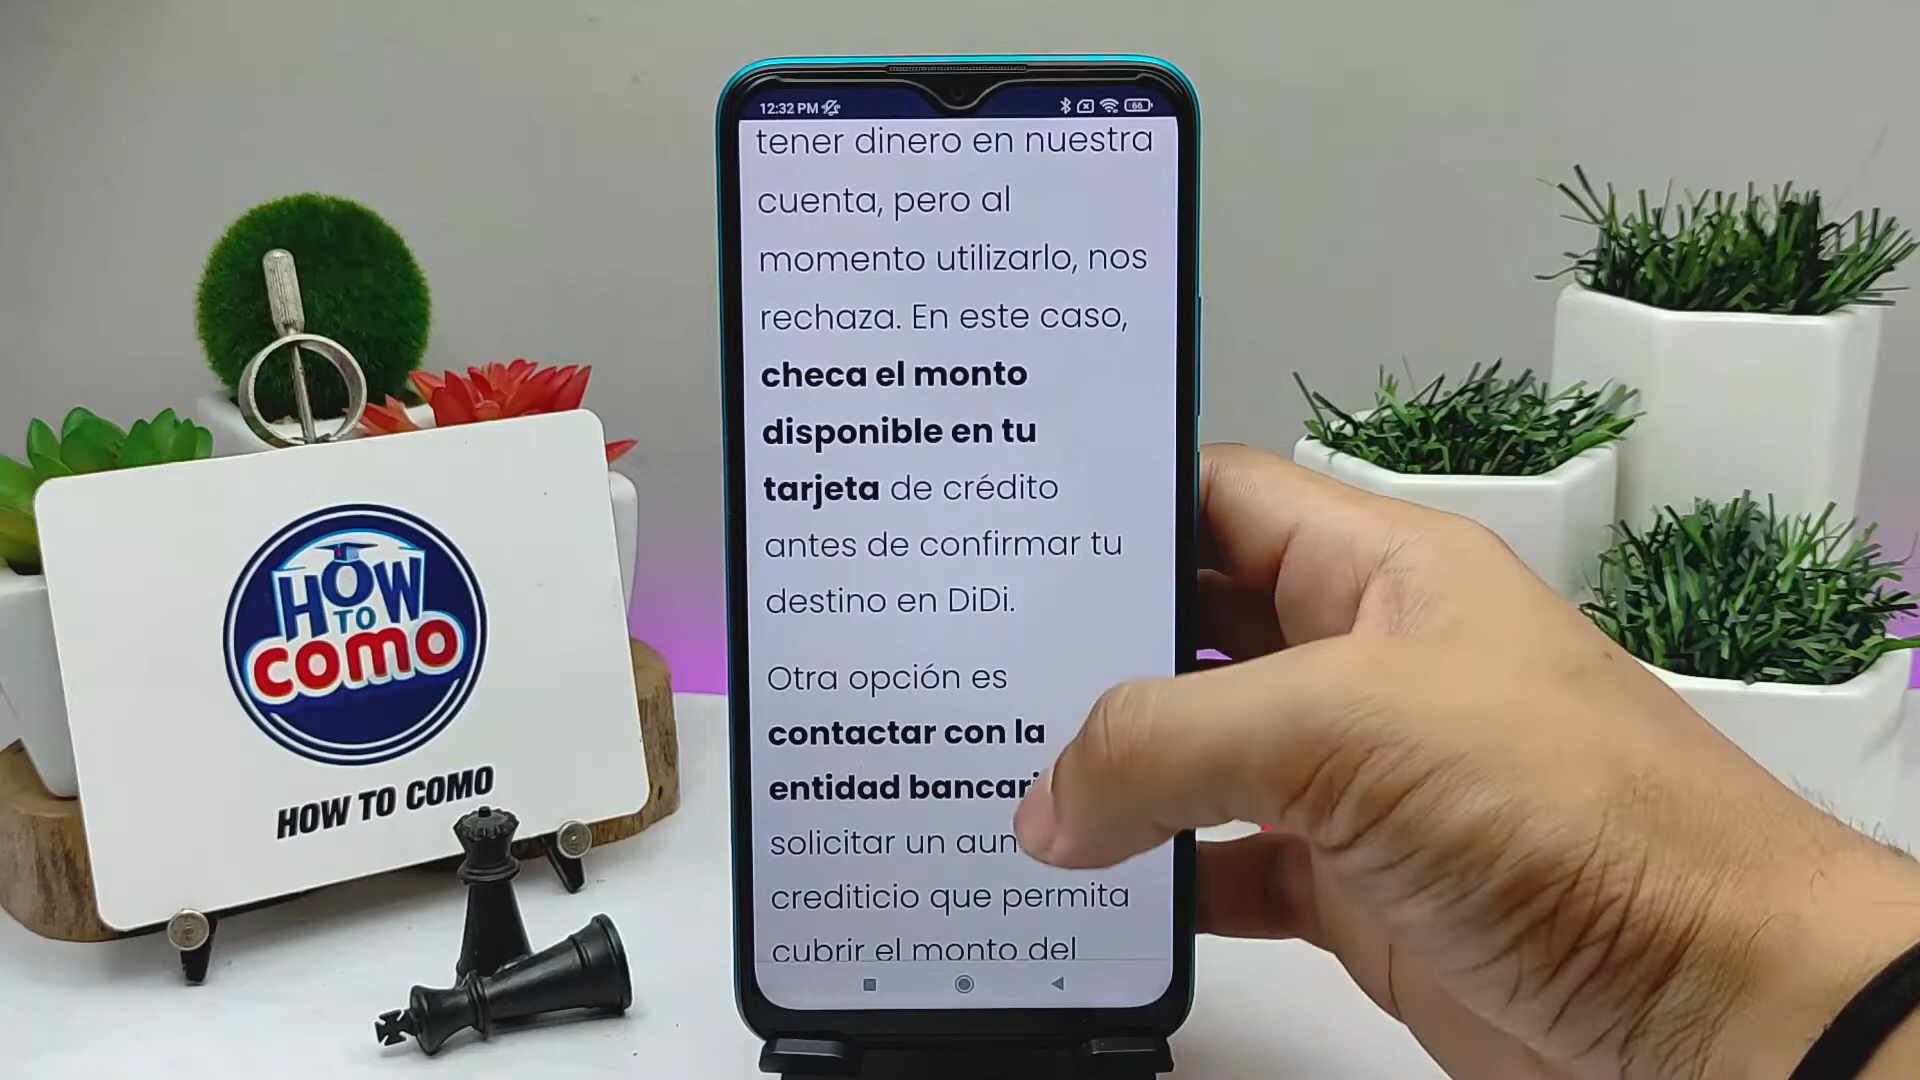 12:32 PM
66
tener dinero en nuestra
cuenta, pero al
momento utilizarlo, nos
rechaza. En este caso,
checa el monto
disponible en tu
tarjeta de crédito
antes de confirmar tu
destino en DiDi.
Otra opción es
contactar con la
entidad
solicitar un
crediticio que permita
cubrir el monto del
HOW
TO
como
HOW TO COMO